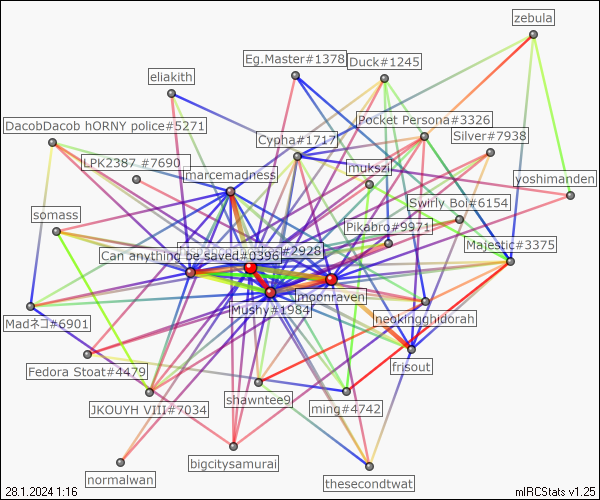 zebula
Eg.Master#1378
Duck#1245
eliakith
DacobDacob hORNY police#5271
Pocket Persona#3326
Silver#7938
Cypha#1717
LPK2387 #7690
mukszi
marcemadness
yoshimanden
Swirly Boi#6154
somass
Pikabro#9971
Majestic#3375
#2928
Can anything be saved#0396
moonraven
Mushy#1984
Madネコ#6901
neokingghidorah
frisout
Fedora Stoat#4479
shawntee9
JKOUYH VIII#7034
ming#4742
bigcitysamurai
normalwan
thesecondtwat
28.1.2024 1:16
mIRCStats v1.25